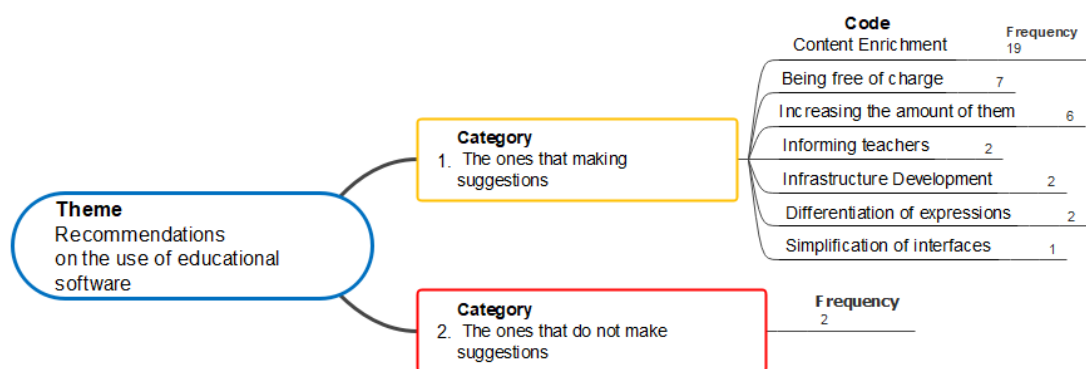 Code
Frequency
Content Enrichment 19
Being free of charge 7
Increasing the amount of them 6
Informing teachers 2
Infrastructure Development 2
Differentiation of expressions 2
Simplification of interfaces 1
Category
1. The ones that making
suggestions
Theme
Recommendations
on the use of educational
software
Category
2. The ones that do not make
suggestions
Frequency
2